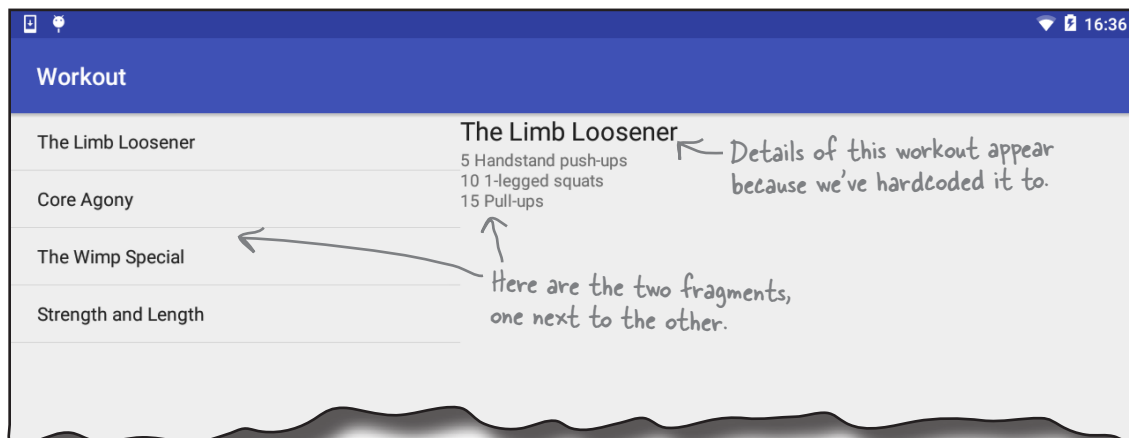 16:36
Workout
The Limb Loosener
Core Agony
The Wimp Special
Strength and Length
The Limb Loosener
5 Handstand push-ups
10 1-legged squats
15 Pull-ups
Details of this workout appear
because we've hardcoded it to.
Here are the two fragments,
one next to the other.